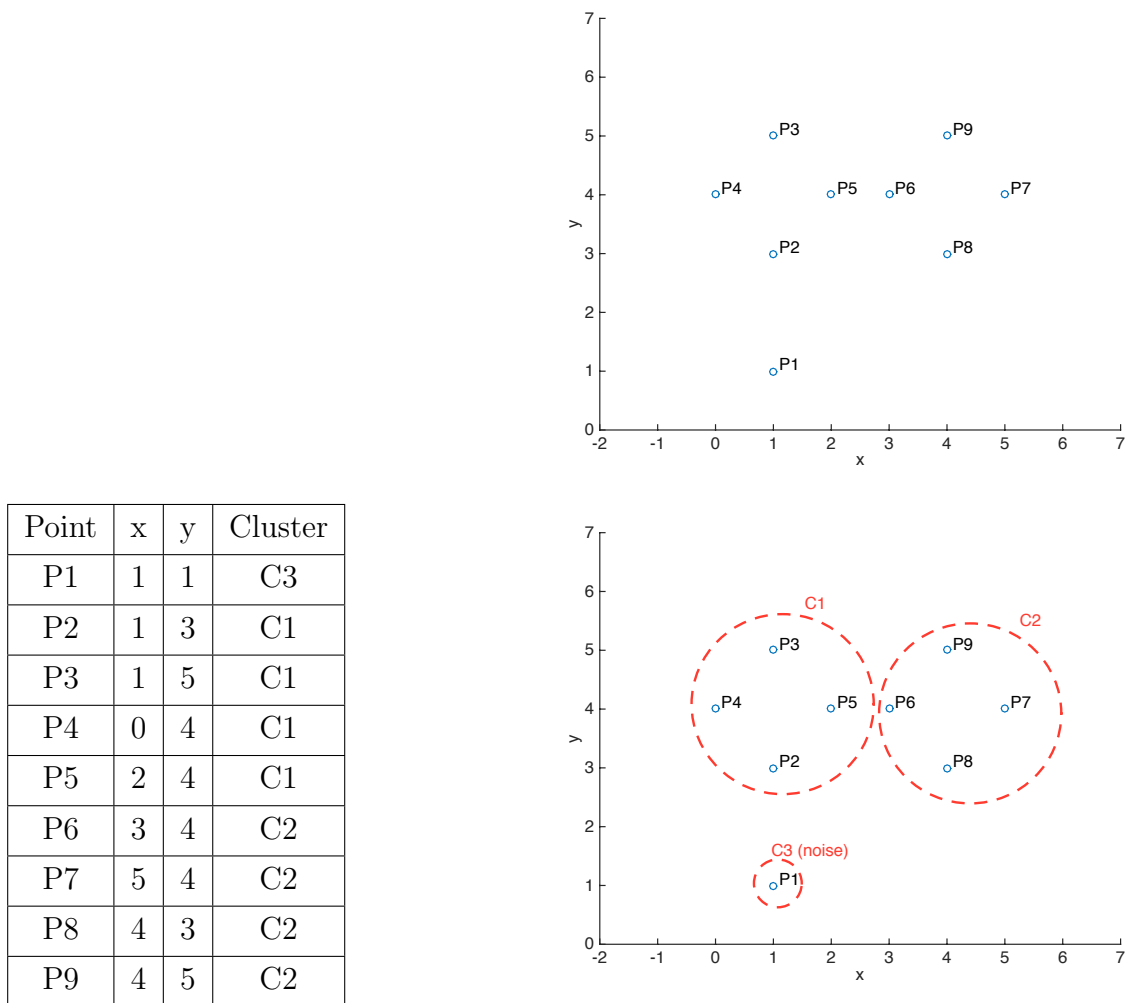 7
6
5
4
3
2
1
0
y
P3
P9
P4
P5
P6
P7
P2
P8
P1
-2 -1 0 1 2 3 4 5 6 7
x
Point x y Cluster
P1 1 1 C3
P2 1 3 C1
P3 1 5 C1
P4 0 4 C1
P5 2 4 C1
P6 3 4 C2
P7 5 4 C2
P8 4 3 C2
P9 4 5 C2
7
6
5
4
3
2
1
0
y
C1
C2
P3
P9
P4
P5
P6
P7
P2
P8
C3 (noise)
P1
-2 -1 0 1 2 3 4 5 6 7
x